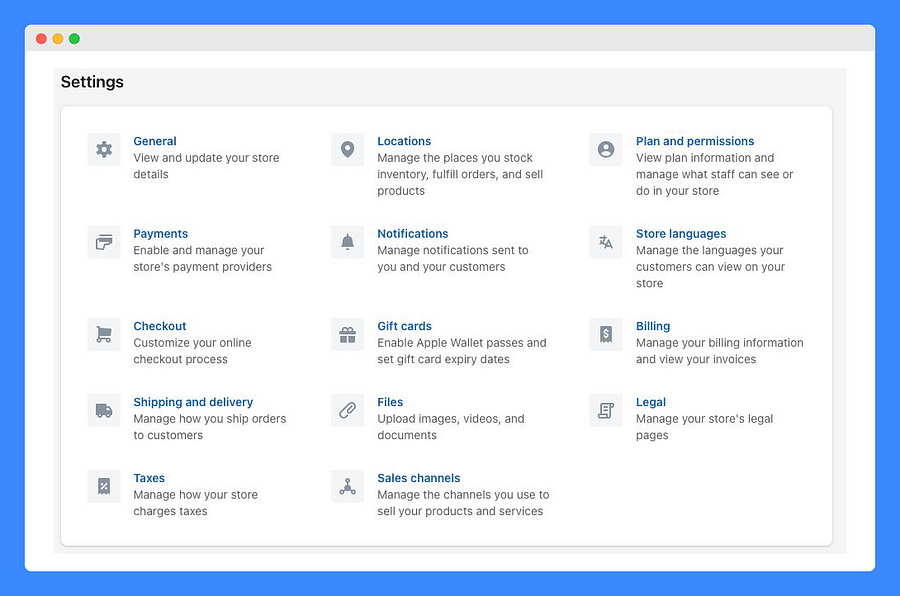 Settings
General
View and update your store
details
Locations
Manage the places you stock
inventory, fulfill orders, and sell
products
Plan and permissions
View plan information and
manage what staff can see or
do in your store
Payments
Enable and manage your
store's payment providers
Notifications
Manage notifications sent to
you and your customers
Store languages
Manage the languages your
customers can view on your
store
Checkout
Customize your online
checkout process
Gift cards
Enable Apple Wallet passes and
set gift card expiry dates
Billing
Manage your billing information
and view your invoices
Shipping and delivery
Manage how you ship orders
to customers
Files
Upload images, videos, and
documents
Legal
Manage your store's legal
pages
Taxes
Manage how your store
charges taxes
Sales channels
Manage the channels you use to
sell your products and services